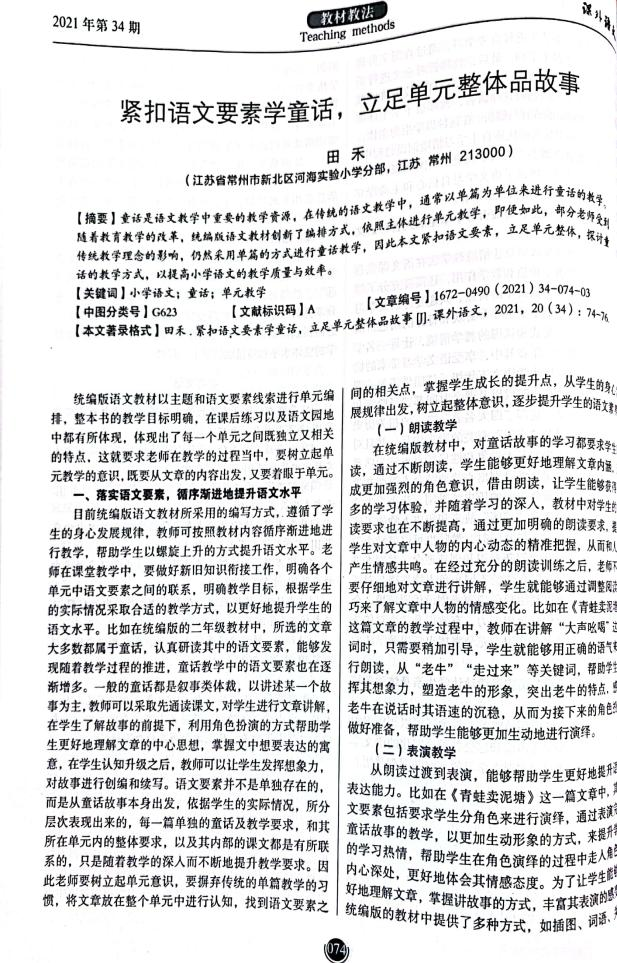 2021 年第 34 期
教材教法
Teaching methods
课外语文
紧扣语文要素学童话，立足单元整体品故事
田 禾
（江苏省常州市新北区河海实验小学分部，江苏 常州 213000）
【摘要】童话是语文教学中重要的教学资源，在传统的语文教学中，通常以单篇为单位来进行童话的教学。
随着教育教学的改革，统编版语文教材创新了编排方式，依照主体进行单元教学，即便如此，部分老师受到
传统教学理念的影响，仍然采用单篇的方式进行童话教学，因此本文紧扣语文要素，立足单元整体，探讨童
话的教学方式，以提高小学语文的教学质量与效率。
【关键词】小学语文；童话；单元教学
【中图分类号】G623 【文献标识码】A 【文章编号】1672-0490（2021）34-074-03
【本文著录格式】田禾.紧扣语文要素学童话，立足单元整体品故事[J].课外语文，2021，20（34）：74-76.
统编版语文教材以主题和语文要素线索进行单元编
排，整本书的教学目标明确，在课后练习以及语文园地
中都有所体现，体现出了每一个单元之间既独立又相关
的特点，这就要求老师在教学的过程当中，要树立起单
元教学的意识，既要从文章的内容出发，又要着眼于单元。
一、落实语文要素，循序渐进地提升语文水平
目前统编版语文教材所采用的编写方式，遵循了学
生的身心发展规律，教师可按照教材内容循序渐进地进
行教学，帮助学生以螺旋上升的方式提升语文水平。老
师在课堂教学中，要做好新旧知识衔接工作，明确各个
单元中语文要素之间的联系，明确教学目标，根据学生
的实际情况采取合适的教学方式，以更好地提升学生的
语文水平。比如在统编版的二年级教材中，所选的文章
大多数都属于童话，认真研读其中的语文要素，能够发
现随着教学过程的推进，童话教学中的语文要素也在逐
渐增多。一般的童话都是叙事类体裁，以讲述某一个故
事为主，教师可以采取先通读课文，对学生进行文章讲解，
在学生了解故事的前提下，利用角色扮演的方式帮助学
生更好地理解文章的中心思想，掌握文中想要表达的寓
意，在学生认知升级之后，教师可以让学生发挥想象力，
对故事进行创编和续写。语文要素并不是单独存在的，
而是从童话故事本身出发，依据学生的实际情况，所分
层次表现出来的，每一篇单独的童话及教学要求，和其
所在单元内的整体要求，以及其内部的课文都是有所联
系的，只是随着教学的深入而不断地提升教学要求。因
此老师要树立起单元意识，要摒弃传统的单篇教学的习
惯，将文章放在整个单元中进行认知，找到语文要素之
间的相关点，掌握学生成长的提升点，从学生的身心
展规律出发，树立起整体意识，逐步提升学生的语文素
（一）朗读教学
在统编版教材中，对童话故事的学习都要求学生
读，通过不断朗读，学生能够更好地理解文章内涵，
成更加强烈的角色意识，借由朗读，让学生能够获得
多的学习体验，并随着学习的深入，教材中对学生的
读要求也在不断提高，通过更加明确的朗读要求，
学生对文章中人物的内心动态的精准把握，从而和人
产生情感共鸣。在经过充分的朗读训练之后，老师不
要仔细地对文章进行讲解，学生就能够通过调整阅读
巧来了解文章中人物的情感变化。比如在《青蛙卖泥
这篇文章的教学过程中，教师在讲解“大声吆喝”这
词时，只需要稍加引导，学生就能够用正确的语气
行朗读，从“老牛”“走过来”等关键词，帮助学生
挥其想象力，塑造老牛的形象，突出老牛的特点，
老牛在说话时其语速的沉稳，从而为接下来的角色
做好准备，帮助学生能够更加生动地进行演绎。
（二）表演教学
从朗读过渡到表演，能够帮助学生更好地提升
表达能力。比如在《青蛙卖泥塘》这一篇文章中，其
文要素包括要求学生分角色来进行演绎，通过表演
童话故事的教学，以更加生动形象的方式，来提升
的学习热情，帮助学生在角色演绎的过程中走入角色
内心深处，更好地体会其情感态度。为了让学生能
好地理解文章，掌握讲故事的方式，丰富其表演的感
统编版的教材中提供了多种方式，如插图、词语、
074